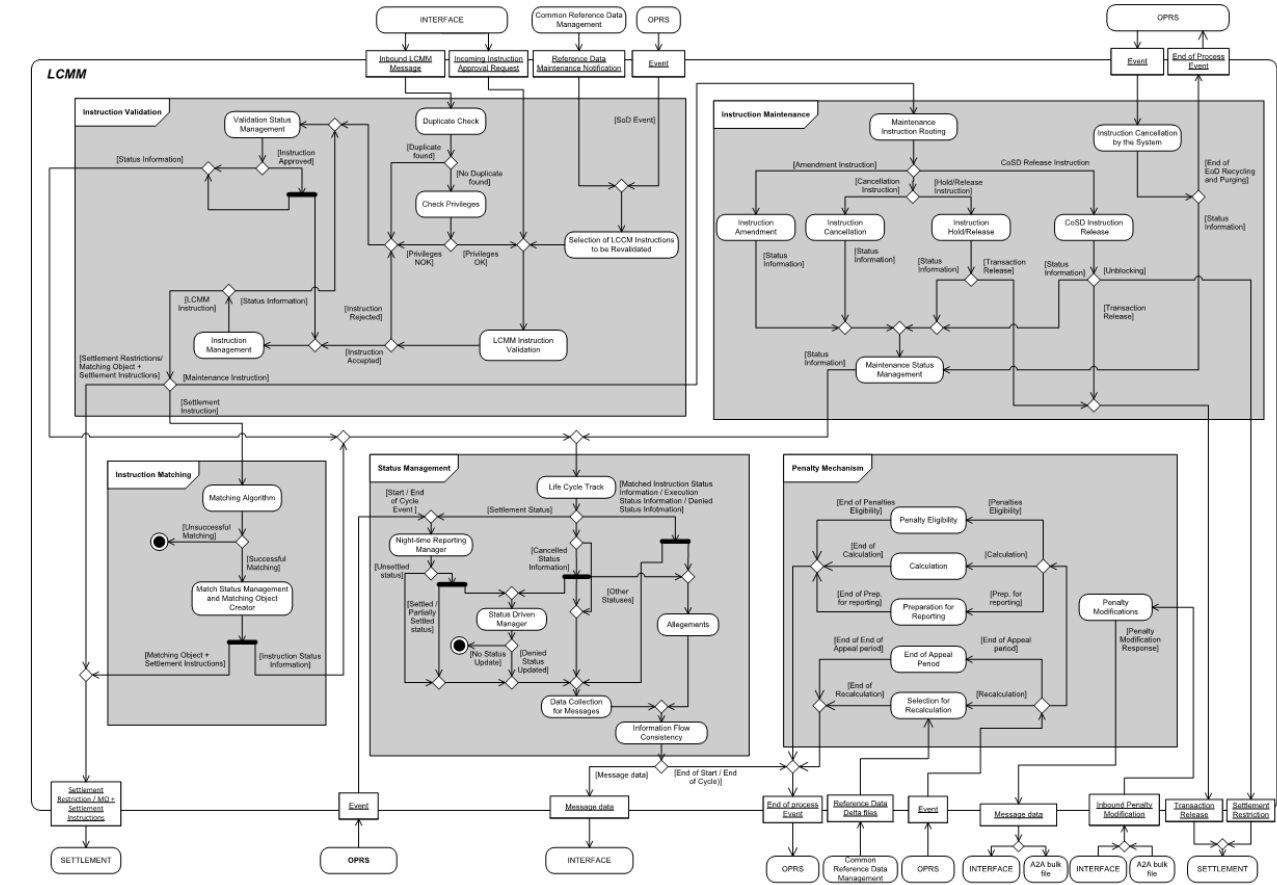 INTERFACE
Common Reference Data
Management
OPRS
OPRS
LCMM
Inbound LCMM
Message
Incoming Instruction
Approval Request
Reference Data
Maintenance Notification
Event
Event
End of Process
Event
Instruction Validation
Validation Status
Management
Duplicate Check
[SoD Event]
[Status Information]
[Instruction
Approved]
[Duplicate
found]
[No Duplicate
found]
Check Privileges
[Privileges
NOK]
[Privileges
OK]
Selection of LCCM Instructions
to be Revalidated
[LCMM
Instruction]
[Status Information]
[Instruction
Rejected]
Instruction
Management
[Instruction
Accepted]
LCMM Instruction
Validation
[Settlement Restrictions/
Matching Object +
Settlement Instructions]
[Maintenance Instruction]
[Settlement
Instruction]
Instruction Maintenance
Maintenance
Instruction Routing
Instruction Cancellation
by the System
[Amendment Instruction]
CoSD Release Instruction]
[Cancellation
Instruction]
[Hold/Release
Instruction]
[End of
EoD Recycling
and Purging]
[Status
Information]
Instruction
Amendment
Instruction
Cancellation
Instruction
Hold/Release
CoSD Instruction
Release
[Status
Information]
[Status
Information]
[Status
Information]
[Transaction
Release]
[Status
Information]
[Unblocking]
[Transaction
Release]
[Status
Information]
Maintenance Status
Management
Instruction Matching
Matching Algorithm
[Unsuccessful
Matching]
[Successful
Matching]
Match Status Management
and Matching Object
Creator
[Matching Object +
Settlement Instructions]
[Instruction Status
Information]
Status Management
Life Cycle Track
[Matched Instruction Status
Information / Execution
Status Information / Denied
Status Infotmation]
[Start / End
of Cycle
Event ]
[Settlement Status]
Night-time Reporting
Manager
[Cancelled
Status
Information]
[Unsettled
status]
[Settled /
Partially
Settled
status]
[Other
Statuses]
Status Driven
Manager
Allegements
[No Status
Update]
[Denied
Status
Updated]
Data Collection
for Messages
Information Flow
Consistency
[Message data]
[End of Start / End
of Cycle)]
Penalty Mechanism
[End of Penalties
Eligibility]
Penalty Eligibility
[Penalties
Eligibility]
[End of
Calculation]
Calculation
[Calculation]
[End of Prep.
for reporting]
Preparation for
Reporting
[Prep. for
reporting]
Penalty
Modifications
[Penalty
Modification
Response]
[End of End of
Appeal period]
End of Appeal
Period
[End of Appeal
period]
[End of
Recalculation]
Selection for
Recalculation
[Recalculation]
Settlement
Restriction / MO +
Settlement
Instructions
Event
Message data
End of process
Event
Reference Data
Delta files
Event
Message data
Inbound Penalty
Modification
Transaction
Release
Settlement
Restriction
SETTLEMENT
OPRS
INTERFACE
OPRS
Common
Reference Data
Management
OPRS
INTERFACE
A2A bulk
file
INTERFACE
A2A bulk
file
SETTLEMENT